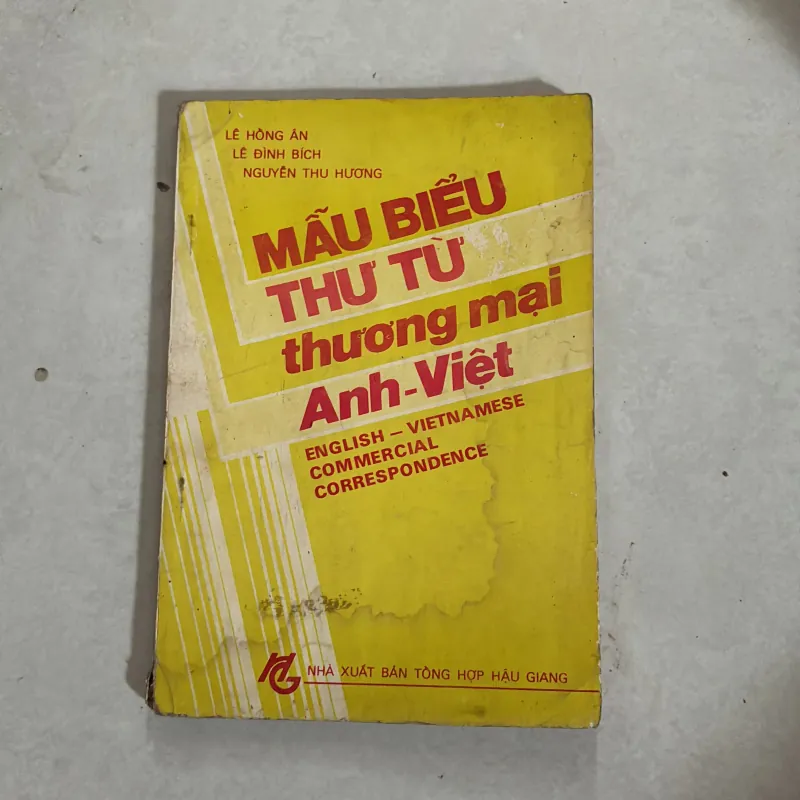 LÊ HỒNG ÂN
LÊ ĐÌNH BÍCH
NGUYỄN THU HƯƠNG
MẪU BIỂU
THƯ TỪ
thương mại
Anh-Việt
ENGLISH – VIETNAMESE
COMMERCIAL
CORRESPONDENCE
HG NHÀ XUẤT BẢN TỔNG HỢP HẬU GIANG